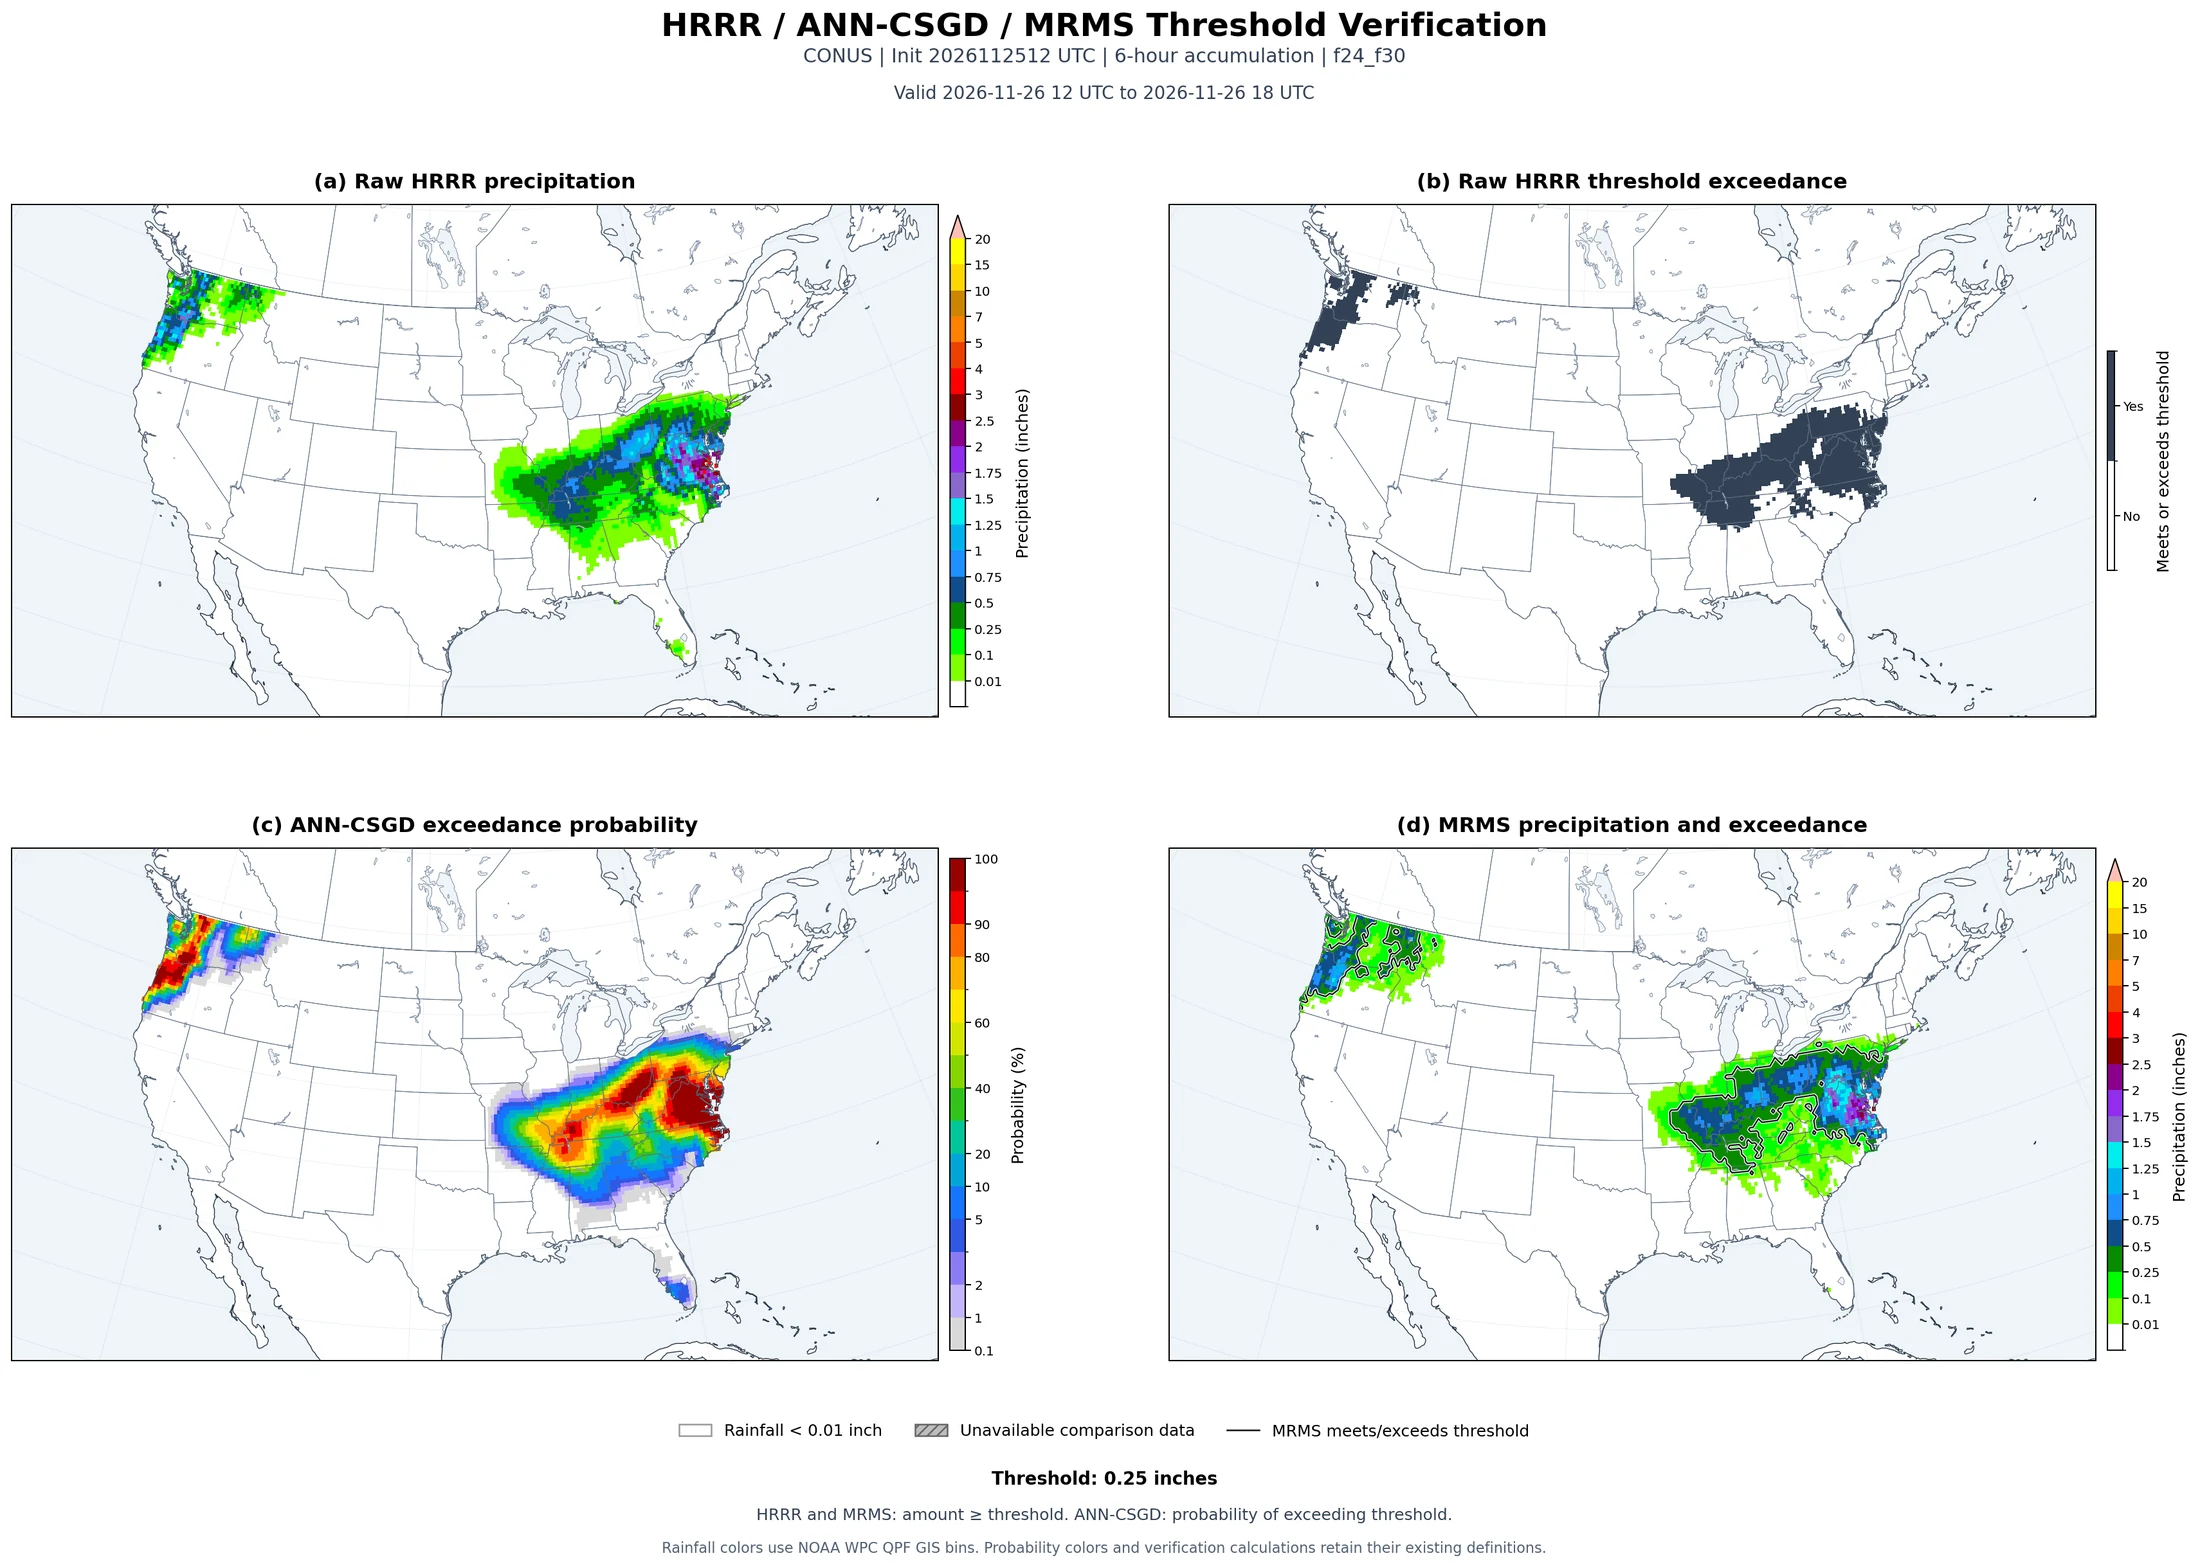 HRRR / ANN-CSGD / MRMS Threshold Verification
CONUS | Init 2026112512 UTC | 6-hour accumulation | f24_f30
Valid 2026-11-26 12 UTC to 2026-11-26 18 UTC
(a) Raw HRRR precipitation
20
15
10
7
5
4
3
2.5
2
1.75
1.5
1.25
1
0.75
0.5
0.25
0.1
0.01
Precipitation (inches)
(b) Raw HRRR threshold exceedance
Yes
No
Meets or exceeds threshold
(c) ANN-CSGD exceedance probability
100
90
80
60
40
20
10
5
2
1
0.1
Probability (%)
(d) MRMS precipitation and exceedance
20
15
10
7
5
4
3
2.5
2
1.75
1.5
1.25
1
0.75
0.5
0.25
0.1
0.01
Precipitation (inches)
Rainfall < 0.01 inch
Unavailable comparison data
MRMS meets/exceeds threshold
Threshold: 0.25 inches
HRRR and MRMS: amount ≥ threshold. ANN-CSGD: probability of exceeding threshold.
Rainfall colors use NOAA WPC QPF GIS bins. Probability colors and verification calculations retain their existing definitions.